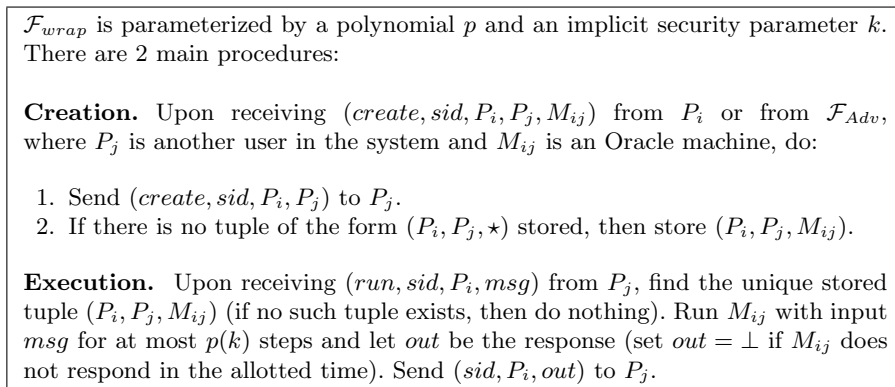 𝓕_wrap is parameterized by a polynomial p and an implicit security parameter k.
There are 2 main procedures:
Creation. Upon receiving (create, sid, P_i, P_j, M_ij) from P_i or from 𝓕_Adv,
where P_j is another user in the system and M_ij is an Oracle machine, do:
1. Send (create, sid, P_i, P_j) to P_j.
2. If there is no tuple of the form (P_i, P_j, ⋆) stored, then store (P_i, P_j, M_ij).
Execution. Upon receiving (run, sid, P_i, msg) from P_j, find the unique stored
tuple (P_i, P_j, M_ij) (if no such tuple exists, then do nothing). Run M_ij with input
msg for at most p(k) steps and let out be the response (set out = ⊥ if M_ij does
not respond in the allotted time). Send (sid, P_i, out) to P_j.